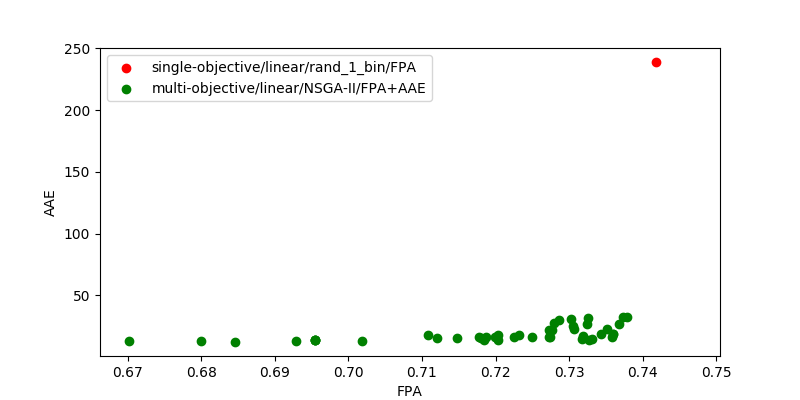 250
single-objective/linear/rand_1_bin/FPA
multi-objective/linear/NSGA-II/FPA+AAE
200
150
AAE
100
50
0.67 0.68 0.69 0.70 0.71 0.72 0.73 0.74 0.75
FPA